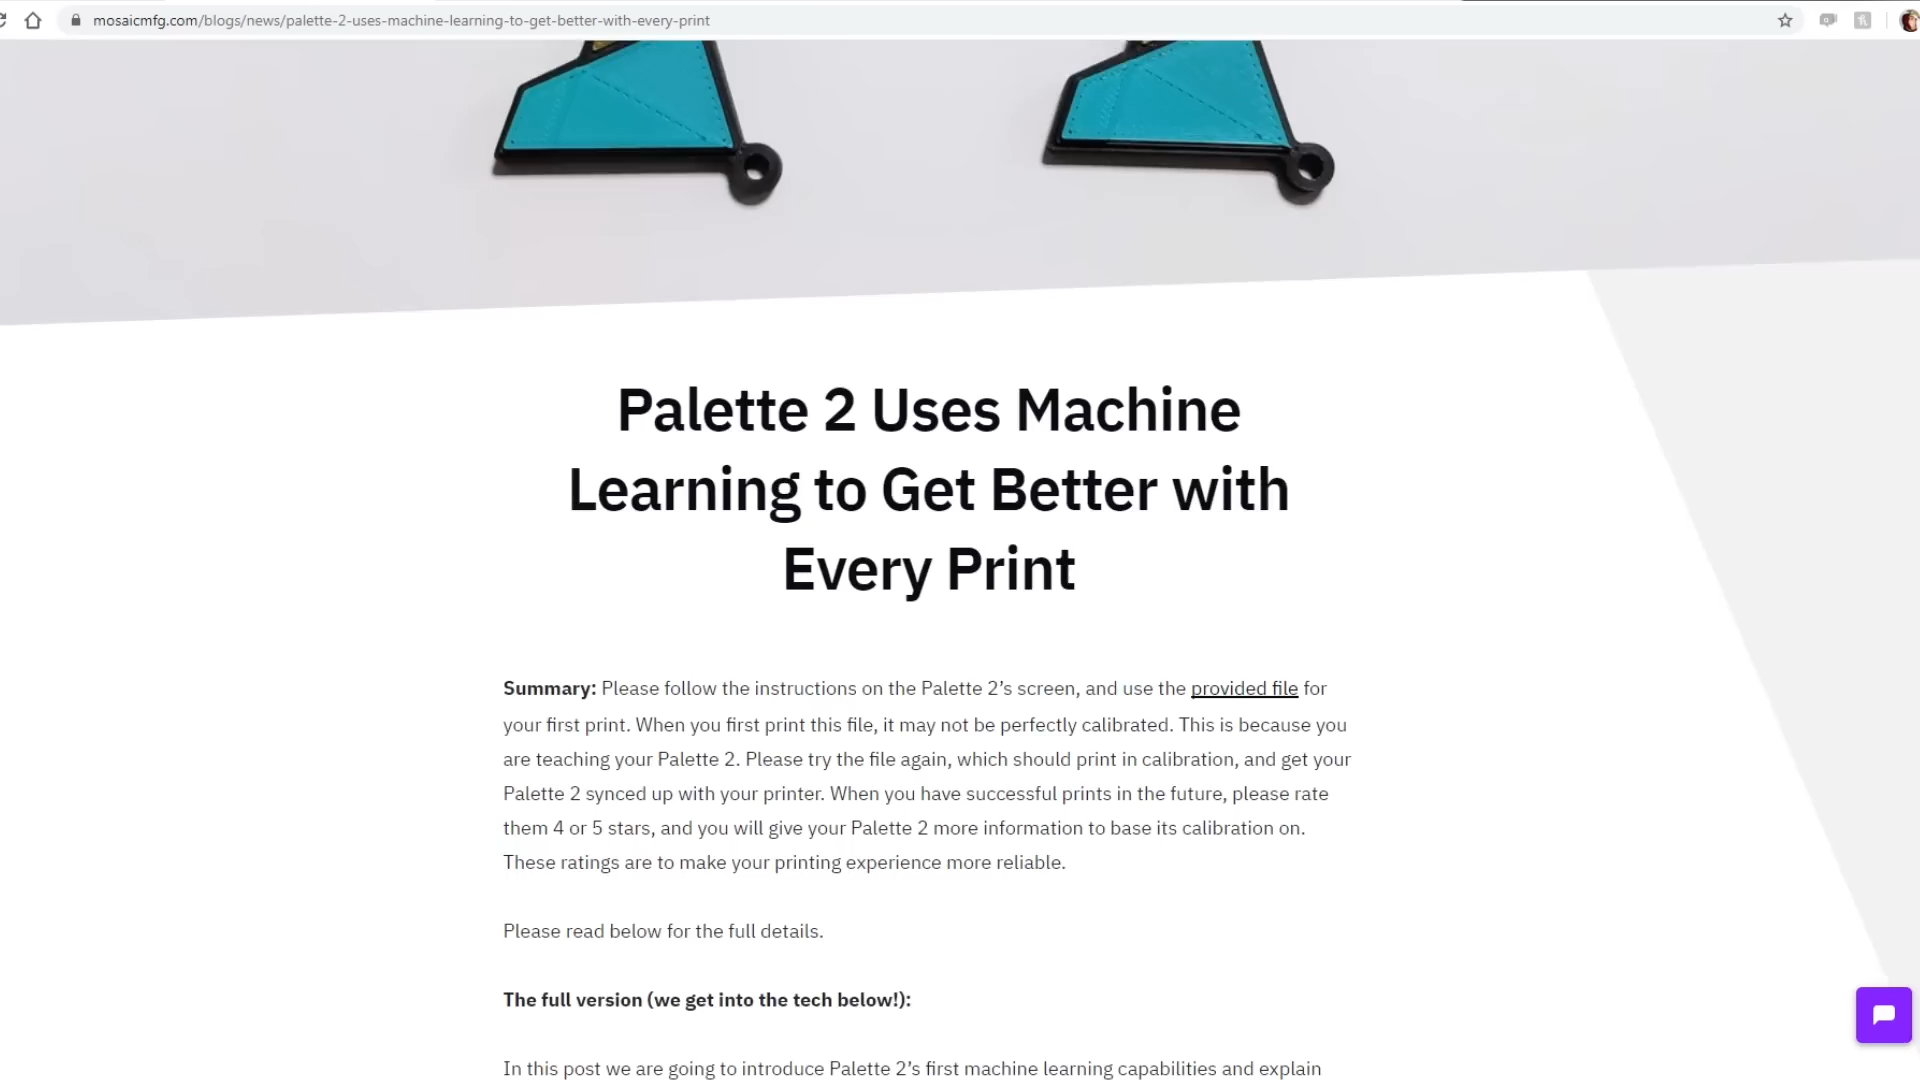 mosaicmfg.com/blogs/news/palette-2-uses-machine-learning-to-get-better-with-every-print
Palette 2 Uses Machine
Learning to Get Better with
Every Print
Summary: Please follow the instructions on the Palette 2’s screen, and use the provided file for
your first print. When you first print this file, it may not be perfectly calibrated. This is because you
are teaching your Palette 2. Please try the file again, which should print in calibration, and get your
Palette 2 synced up with your printer. When you have successful prints in the future, please rate
them 4 or 5 stars, and you will give your Palette 2 more information to base its calibration on.
These ratings are to make your printing experience more reliable.
Please read below for the full details.
The full version (we get into the tech below!):
In this post we are going to introduce Palette 2’s first machine learning capabilities and explain